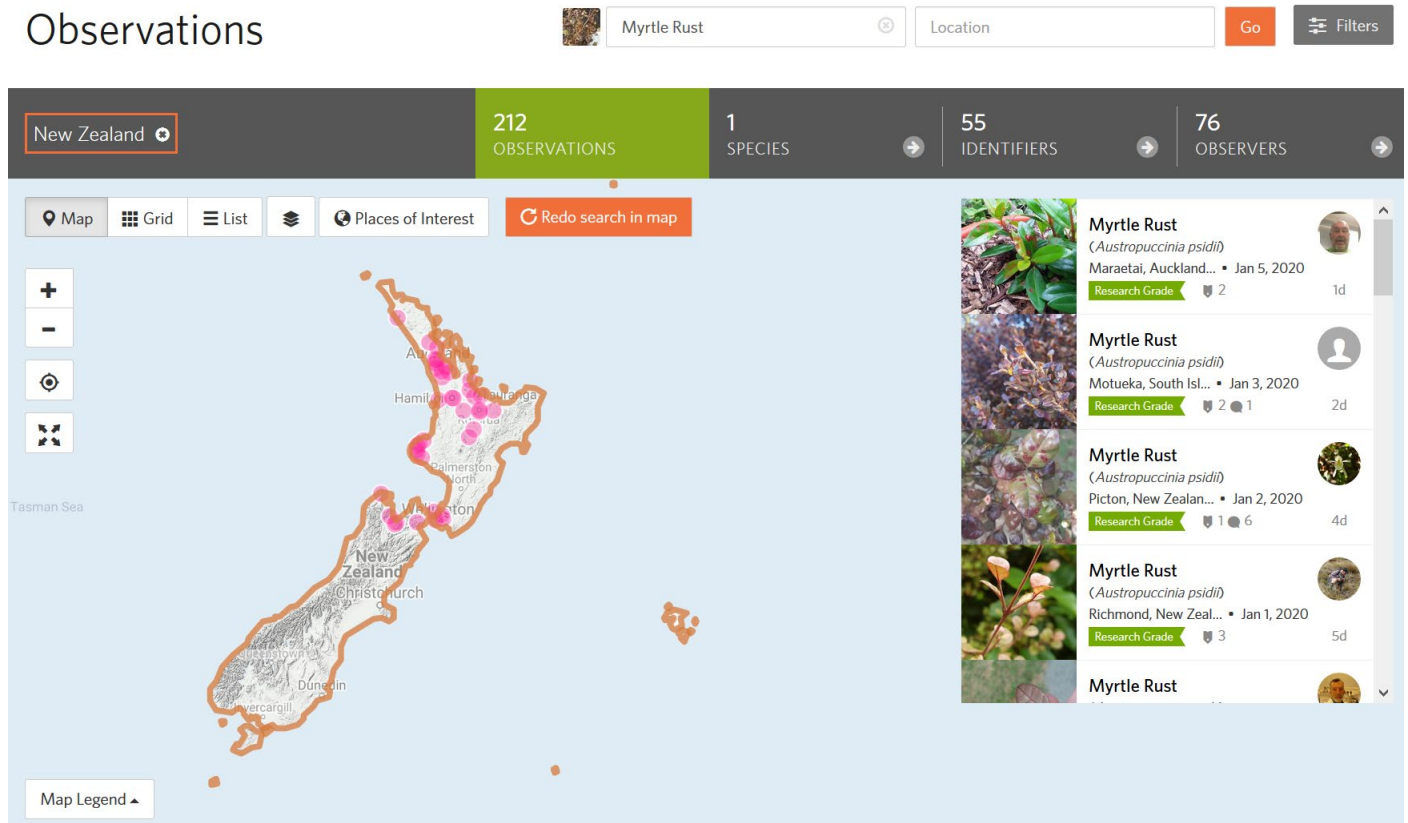 Observations
Myrtle Rust
Location
Go
Filters
New Zealand
212
OBSERVATIONS
1
SPECIES
55
IDENTIFIERS
76
OBSERVERS
Map
Grid
List
Places of Interest
Redo search in map
+
−
Tasman Sea
Hamil
Palmerston
North
New
Zealand
Christchurch
Queenstown
Dunedin
Invercargill
Map Legend
Myrtle Rust
(Austropuccinia psidii)
Maraetai, Auckland... ▪ Jan 5, 2020
Research Grade 2 1d
Myrtle Rust
(Austropuccinia psidii)
Motueka, South Isl... ▪ Jan 3, 2020
Research Grade 2 1 2d
Myrtle Rust
(Austropuccinia psidii)
Picton, New Zealan... ▪ Jan 2, 2020
Research Grade 1 6 4d
Myrtle Rust
(Austropuccinia psidii)
Richmond, New Zeal... ▪ Jan 1, 2020
Research Grade 3 5d
Myrtle Rust